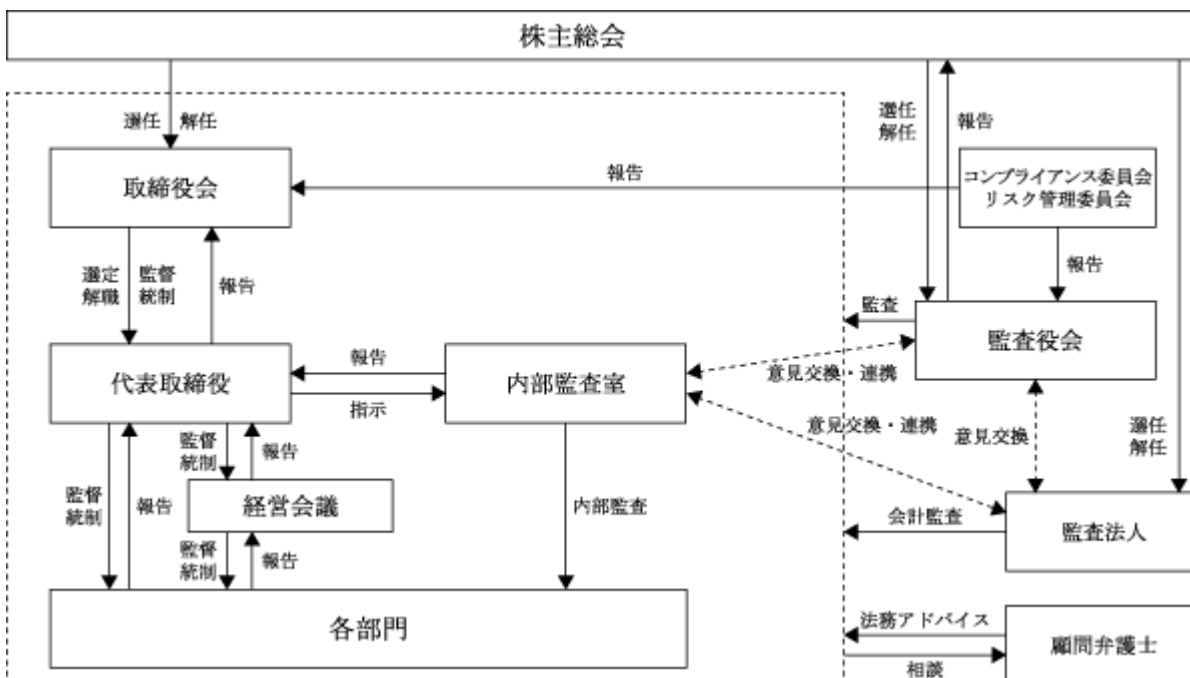 株主総会
選任 解任
選任
解任
報告
取締役会
報告
コンプライアンス委員会
リスク管理委員会
選定
解職
監督
統制
報告
報告
監査
監査役会
代表取締役
報告
指示
内部監査室
意見交換・連携
意見交換・連携
意見交換
選任
解任
監督
統制
報告
監督
統制
報告
経営会議
内部監査
会計監査
監査法人
監督
統制
報告
各部門
法務アドバイス
相談
顧問弁護士